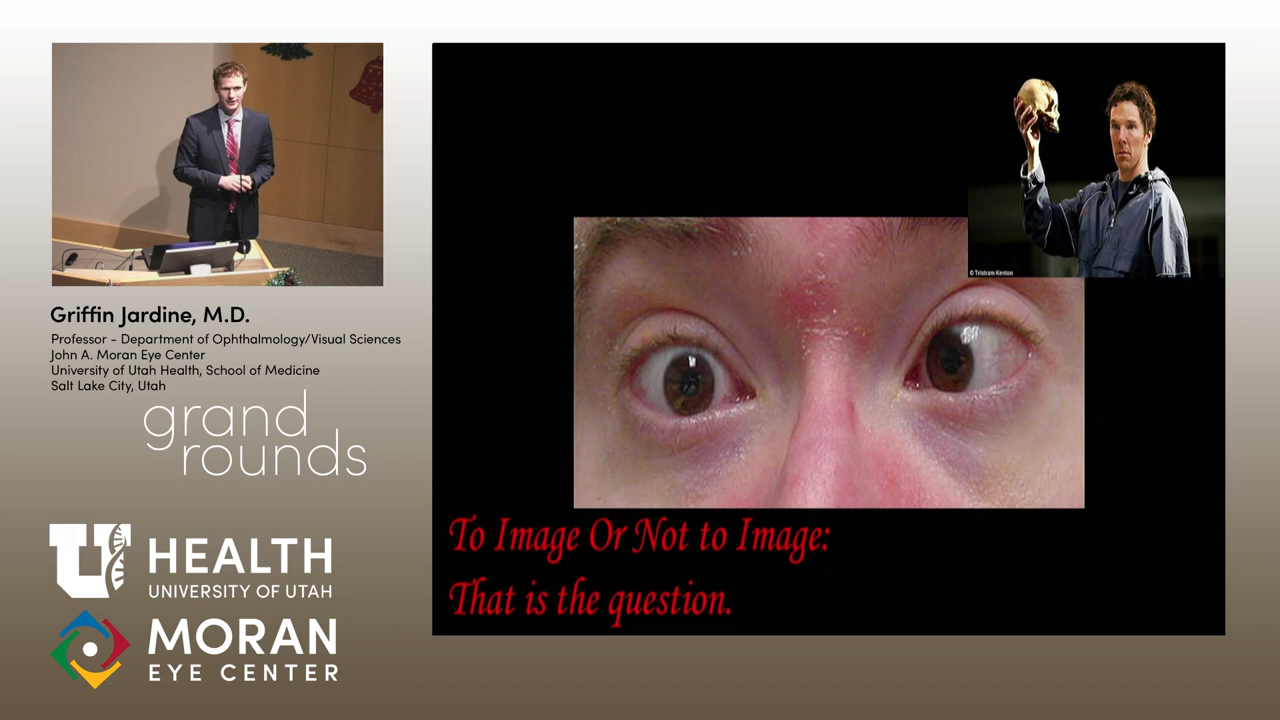 © Tristram Kenton
To Image Or Not to Image:
That is the question.
Griffin Jardine, M.D.
Professor - Department of Ophthalmology/Visual Sciences
John A. Moran Eye Center
University of Utah Health, School of Medicine
Salt Lake City, Utah
grand
rounds
U HEALTH
UNIVERSITY OF UTAH
MORAN
EYE CENTER